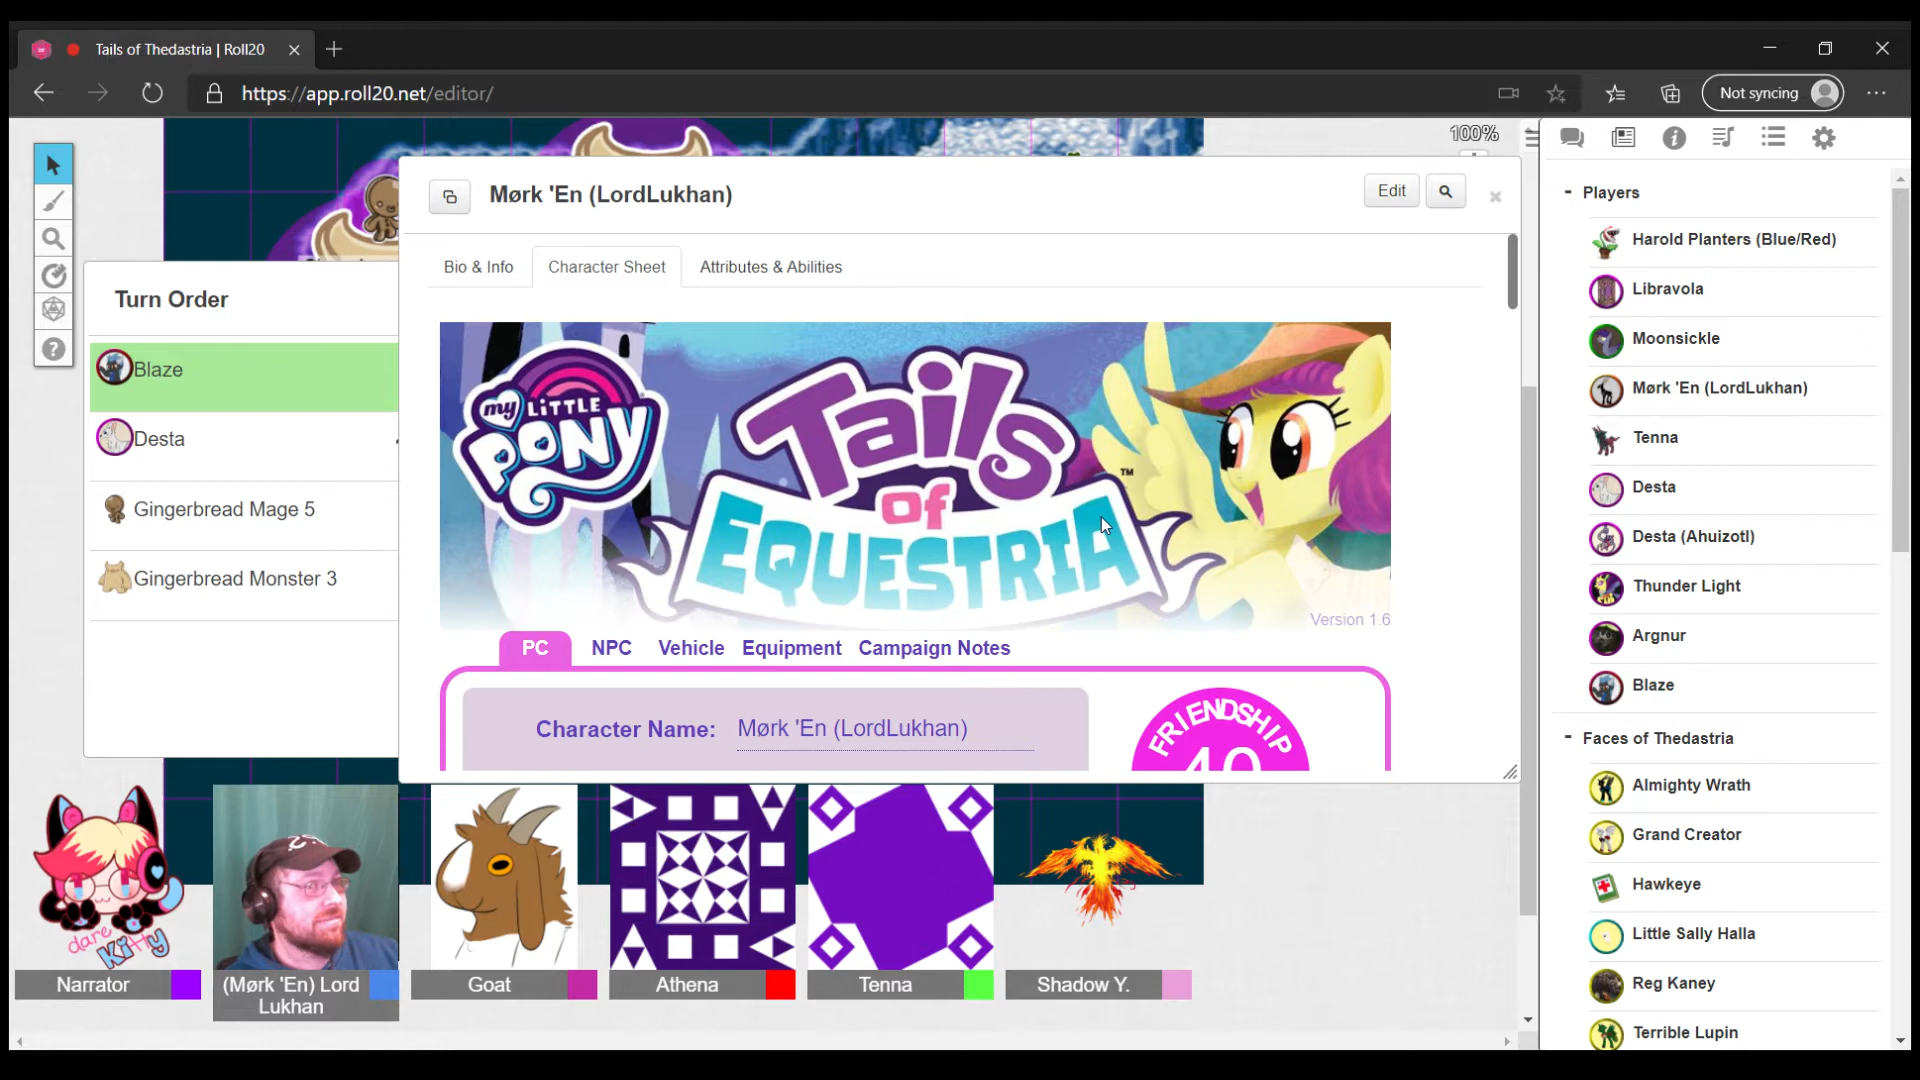 Tails of Thedastria | Roll20
https://app.roll20.net/editor/
Not syncing
100%
Mørk 'En (LordLukhan)
Edit
Bio & Info
Character Sheet
Attributes & Abilities
Turn Order
Blaze
Desta
Gingerbread Mage 5
Gingerbread Monster 3
my LiTTLE
PONY
Tails
of
EQUESTRIA
TM
Version 1.6
PC
NPC
Vehicle
Equipment
Campaign Notes
Character Name:
Mørk 'En (LordLukhan)
FRIENDSHIP
40
dare
Kitty
Narrator
(Mørk 'En) Lord
Lukhan
Goat
Athena
Tenna
Shadow Y.
Players
Harold Planters (Blue/Red)
Libravola
Moonsickle
Mørk 'En (LordLukhan)
Tenna
Desta
Desta (Ahuizotl)
Thunder Light
Argnur
Blaze
Faces of Thedastria
Almighty Wrath
Grand Creator
Hawkeye
Little Sally Halla
Reg Kaney
Terrible Lupin